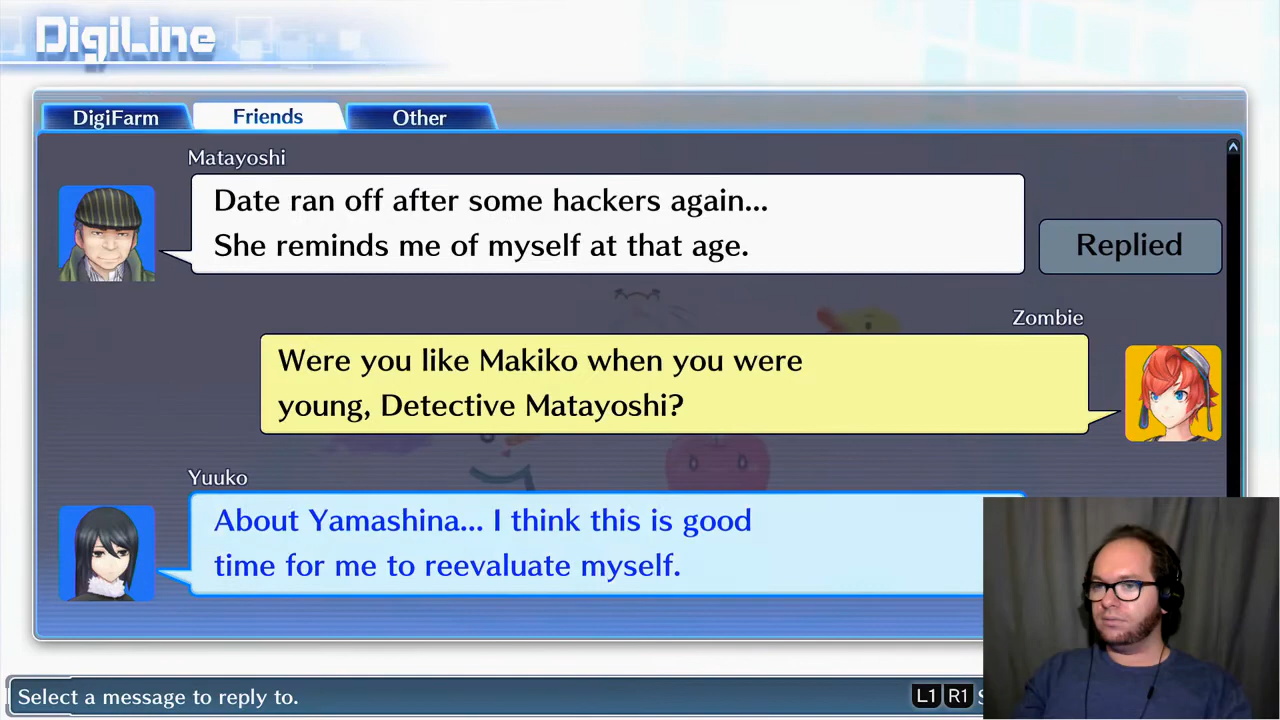 DigiLine
DigiFarm
Friends
Other
Matayoshi
Date ran off after some hackers again...
She reminds me of myself at that age.
Replied
Zombie
Were you like Makiko when you were
young, Detective Matayoshi?
Yuuko
About Yamashina... I think this is good
time for me to reevaluate myself.
Select a message to reply to.
L1 R1